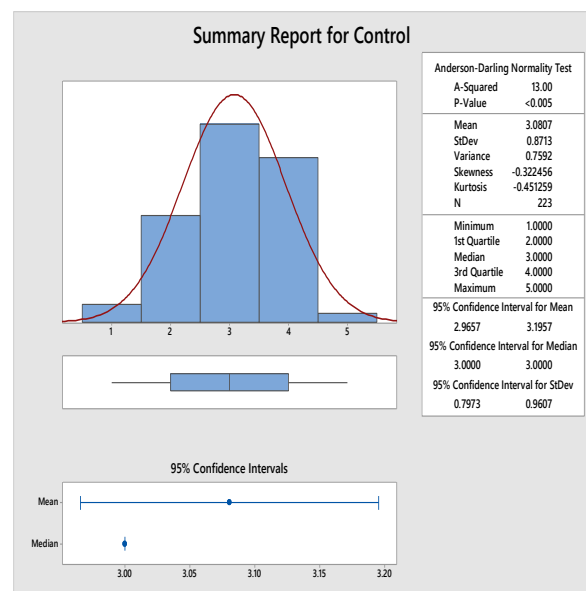 Summary Report for Control
1 2 3 4 5
Anderson-Darling Normality Test
A-Squared 13.00
P-Value <0.005
Mean 3.0807
StDev 0.8713
Variance 0.7592
Skewness -0.322456
Kurtosis -0.451259
N 223
Minimum 1.0000
1st Quartile 2.0000
Median 3.0000
3rd Quartile 4.0000
Maximum 5.0000
95% Confidence Interval for Mean
2.9657 3.1957
95% Confidence Interval for Median
3.0000 3.0000
95% Confidence Interval for StDev
0.7973 0.9607
95% Confidence Intervals
Mean
Median
3.00 3.05 3.10 3.15 3.20